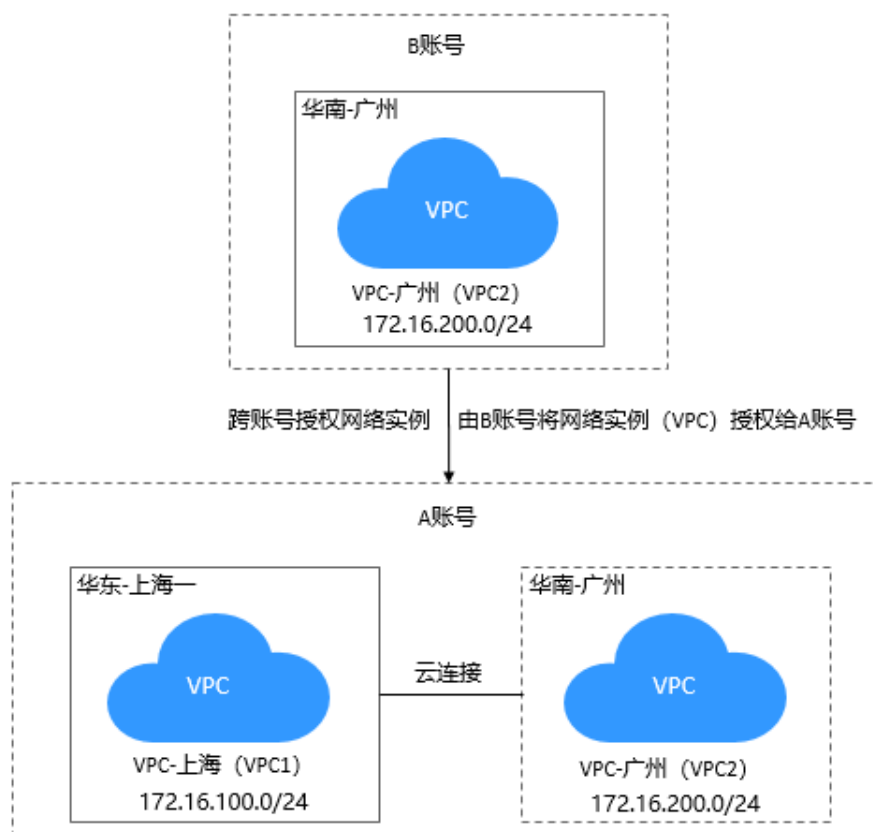 B账号
华南-广州
VPC
VPC-广州（VPC2）
172.16.200.0/24
跨账号授权网络实例 由B账号将网络实例（VPC）授权给A账号
A账号
华东-上海一
华南-广州
VPC
云连接
VPC
VPC-上海（VPC1）
VPC-广州（VPC2）
172.16.100.0/24
172.16.200.0/24